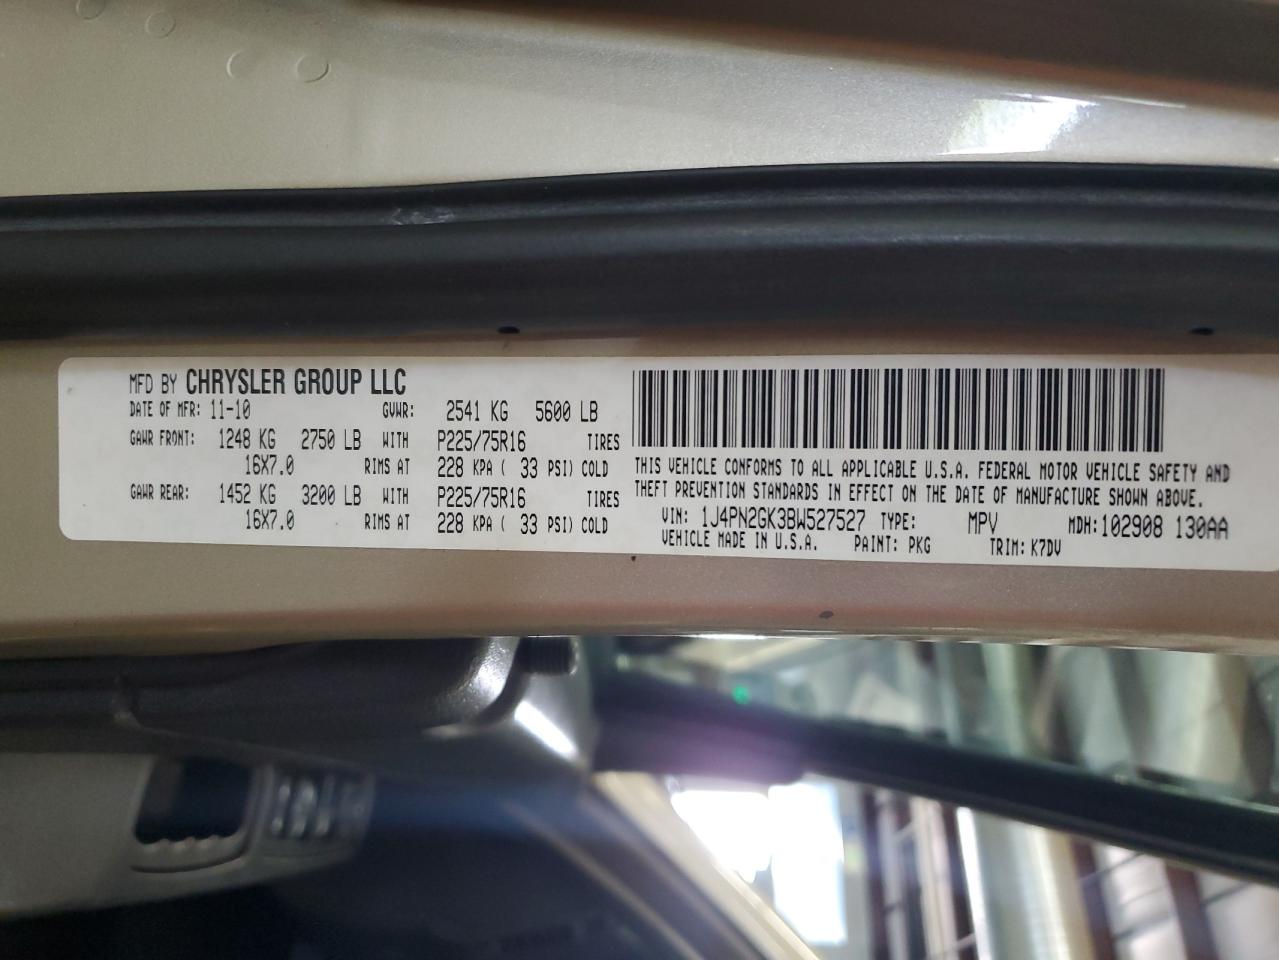 MFD BY CHRYSLER GROUP LLC
DATE OF MFR: 11-10 GVWR: 2541 KG 5600 LB
GAWR FRONT: 1248 KG 2750 LB WITH P225/75R16 TIRES
16X7.0 RIMS AT 228 KPA ( 33 PSI) COLD
GAWR REAR: 1452 KG 3200 LB WITH P225/75R16 TIRES
16X7.0 RIMS AT 228 KPA ( 33 PSI) COLD
THIS VEHICLE CONFORMS TO ALL APPLICABLE U.S.A. FEDERAL MOTOR VEHICLE SAFETY AND
THEFT PREVENTION STANDARDS IN EFFECT ON THE DATE OF MANUFACTURE SHOWN ABOVE.
VIN: 1J4PN2GK3BW527527 TYPE: MPV MDH:102908 130AA
VEHICLE MADE IN U.S.A. PAINT: PKG TRIM: K7DV